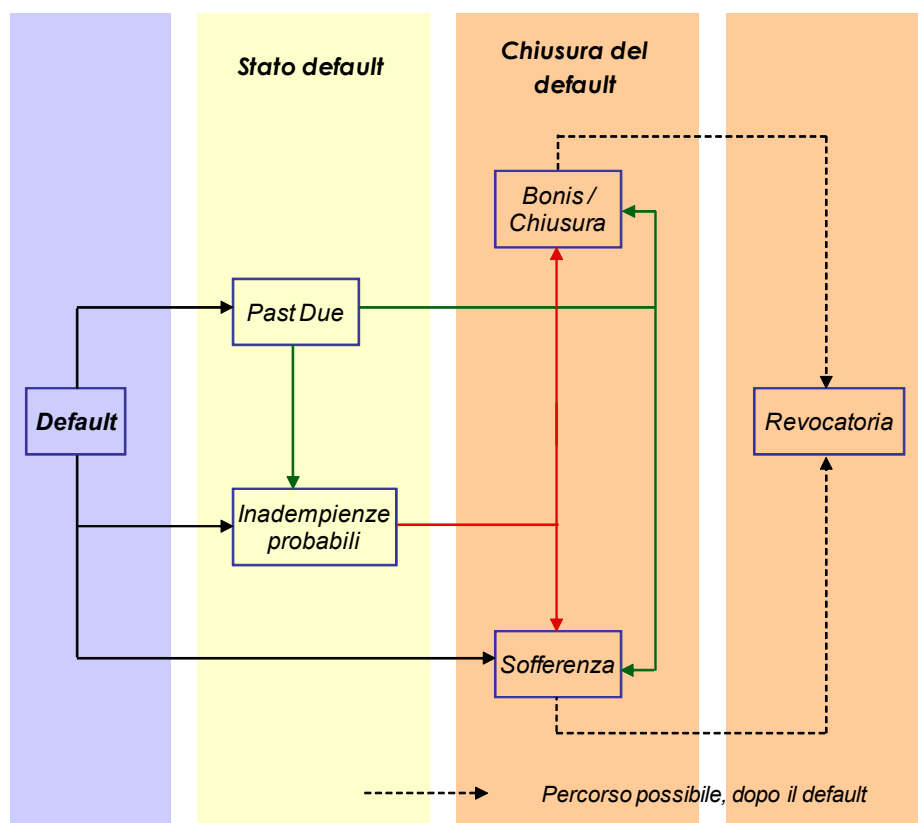 Stato default
Chiusura del
default
Bonis /
Chiusura
Past Due
Default
Revocatoria
Inadempienze
probabili
Sofferenza
Percorso possibile, dopo il default